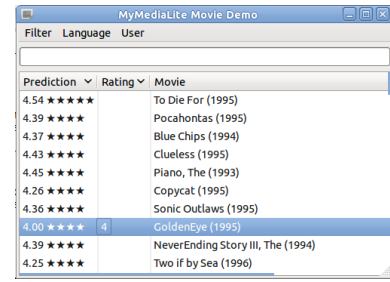 MyMediaLite Movie Demo
Filter Language User
Prediction Rating Movie
4.54 ★★★★★ To Die For (1995)
4.39 ★★★★ Pocahontas (1995)
4.37 ★★★★ Blue Chips (1994)
4.43 ★★★★ Clueless (1995)
4.45 ★★★★ Piano, The (1993)
4.26 ★★★★ Copycat (1995)
4.36 ★★★★ Sonic Outlaws (1995)
4.00 ★★★★ 4 GoldenEye (1995)
4.39 ★★★★ NeverEnding Story III, The (1994)
4.25 ★★★★ Two if by Sea (1996)